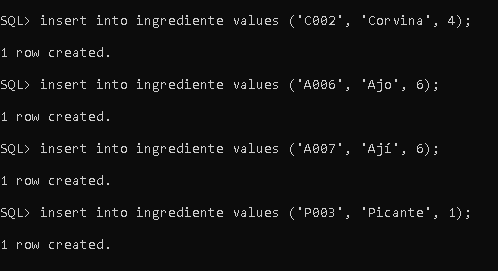 SQL> insert into ingrediente values ('C002', 'Corvina', 4);
1 row created.
SQL> insert into ingrediente values ('A006', 'Ajo', 6);
1 row created.
SQL> insert into ingrediente values ('A007', 'Ají', 6);
1 row created.
SQL> insert into ingrediente values ('P003', 'Picante', 1);
1 row created.